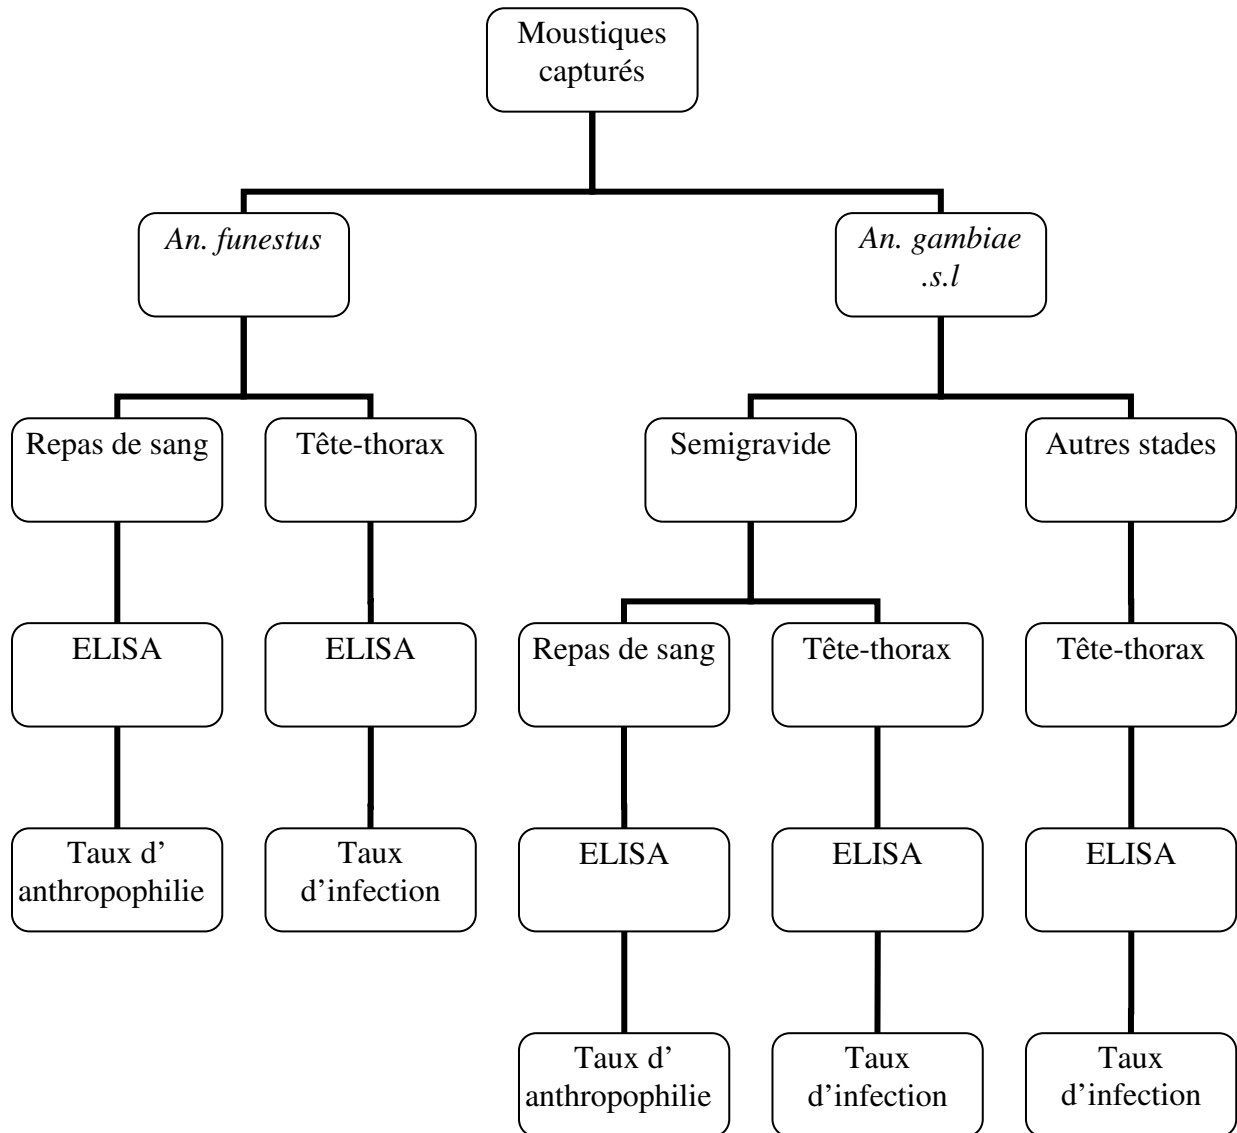 Moustiques
capturés
An. funestus
An. gambiae
.s.l
Repas de sang
Tête-thorax
Semigravide
Autres stades
ELISA
ELISA
Repas de sang
Tête-thorax
Tête-thorax
Taux d’
anthropophilie
Taux
d’infection
ELISA
ELISA
ELISA
Taux d’
anthropophilie
Taux
d’infection
Taux
d’infection